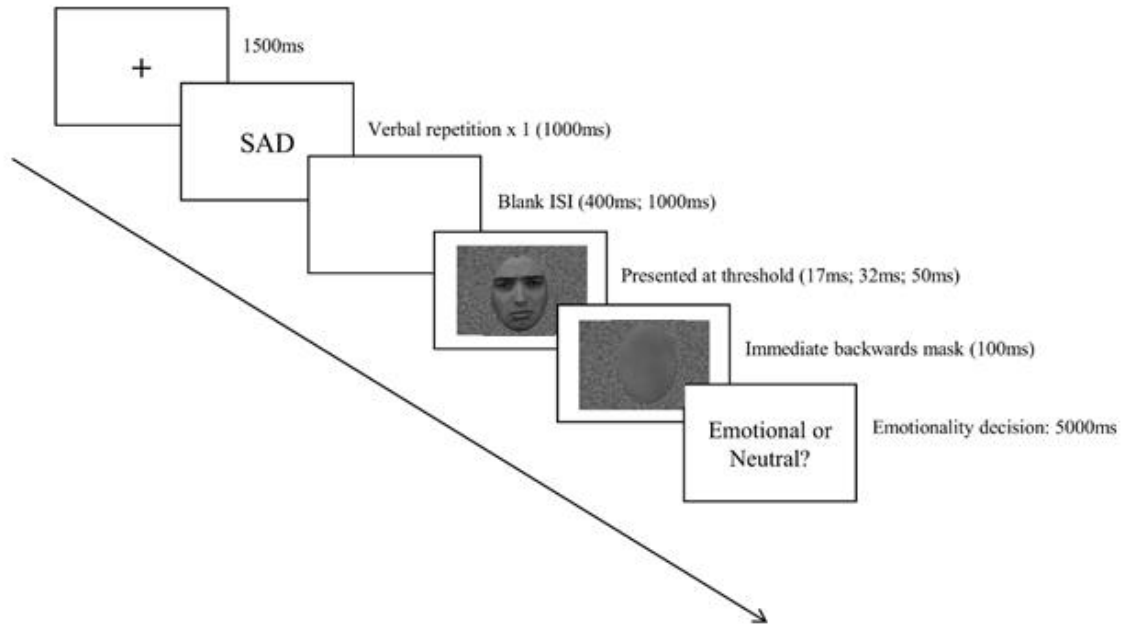 +
1500ms
SAD
Verbal repetition x 1 (1000ms)
Blank ISI (400ms; 1000ms)
Presented at threshold (17ms; 32ms; 50ms)
Immediate backwards mask (100ms)
Emotional or
Neutral?
Emotionality decision: 5000ms